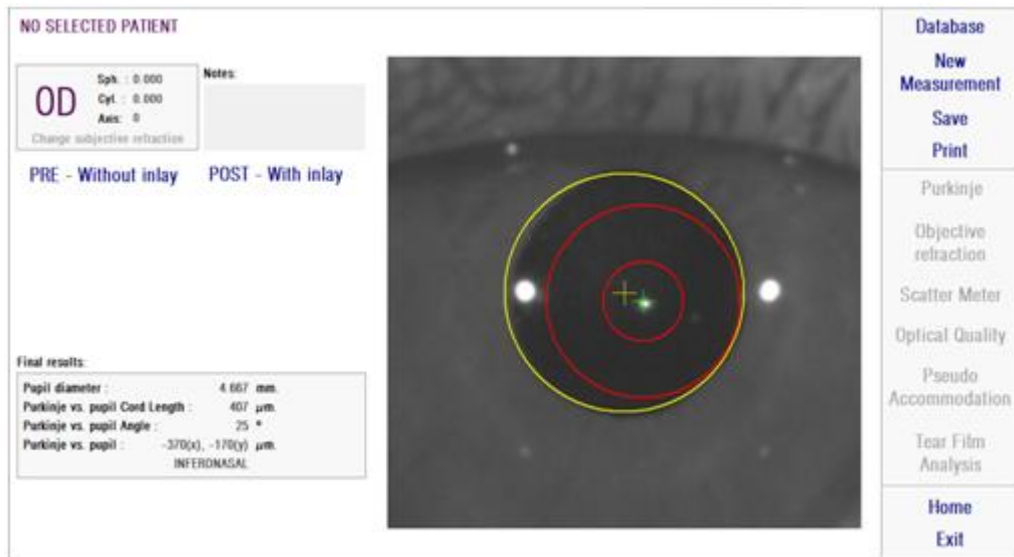 NO SELECTED PATIENT
OD
Sph. : 0.000
Cyl. : 0.000
Axis: 0
Change subjective refraction
Notes:
PRE - Without inlay
POST - With inlay
Final results:
Pupil diameter : 4.667 mm.
Purkinje vs. pupil Cord Length : 407 µm.
Purkinje vs. pupil Angle : 25 °
Purkinje vs. pupil : -370(x), -170(y) µm.
INFERONASAL
Database
New
Measurement
Save
Print
Purkinje
Objective
refraction
Scatter Meter
Optical Quality
Pseudo
Accommodation
Tear Film
Analysis
Home
Exit